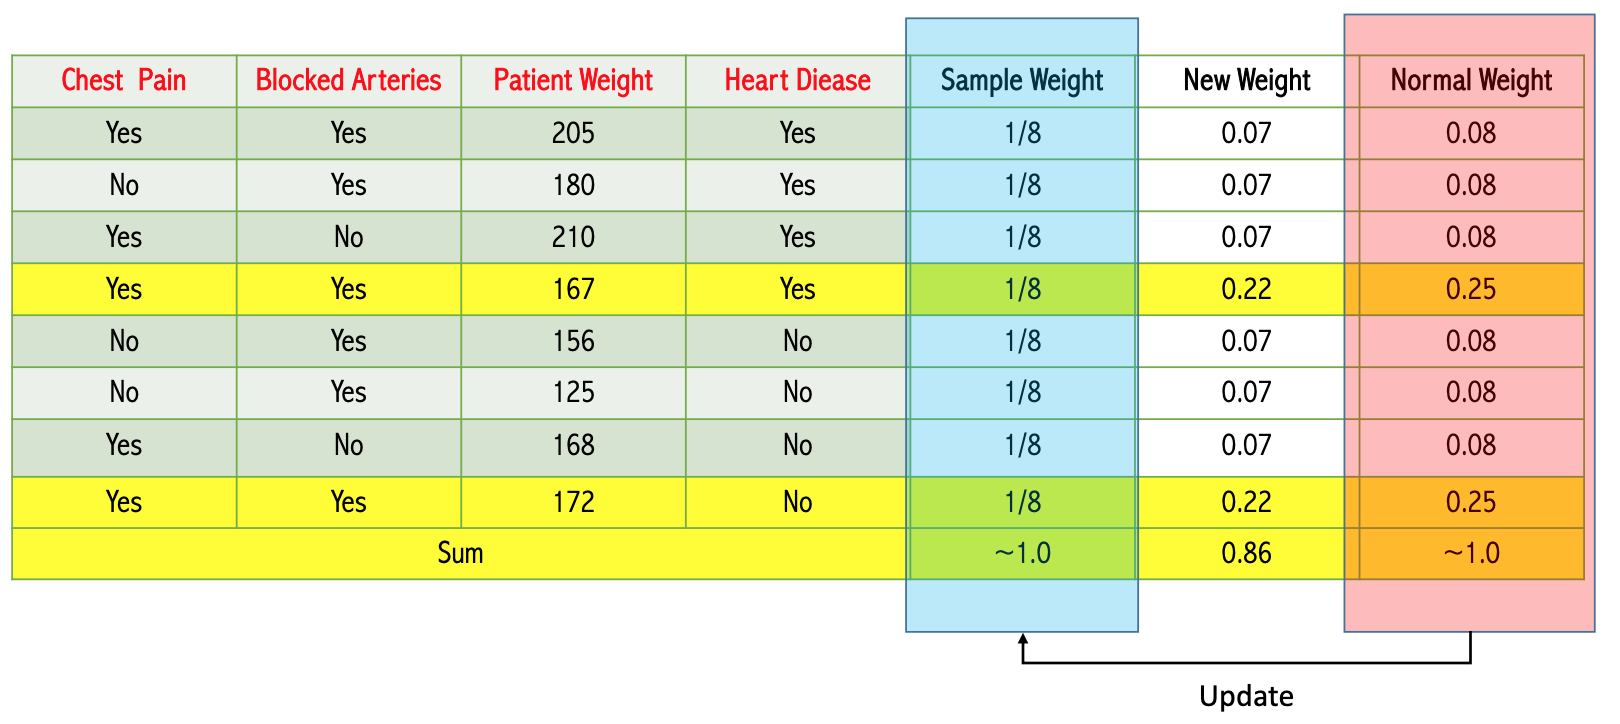 Chest Pain Blocked Arteries Patient Weight Heart Diease Sample Weight New Weight Normal Weight
Yes Yes 205 Yes 1/8 0.07 0.08
No Yes 180 Yes 1/8 0.07 0.08
Yes No 210 Yes 1/8 0.07 0.08
Yes Yes 167 Yes 1/8 0.22 0.25
No Yes 156 No 1/8 0.07 0.08
No Yes 125 No 1/8 0.07 0.08
Yes No 168 No 1/8 0.07 0.08
Yes Yes 172 No 1/8 0.22 0.25
Sum ~1.0 0.86 ~1.0
Update